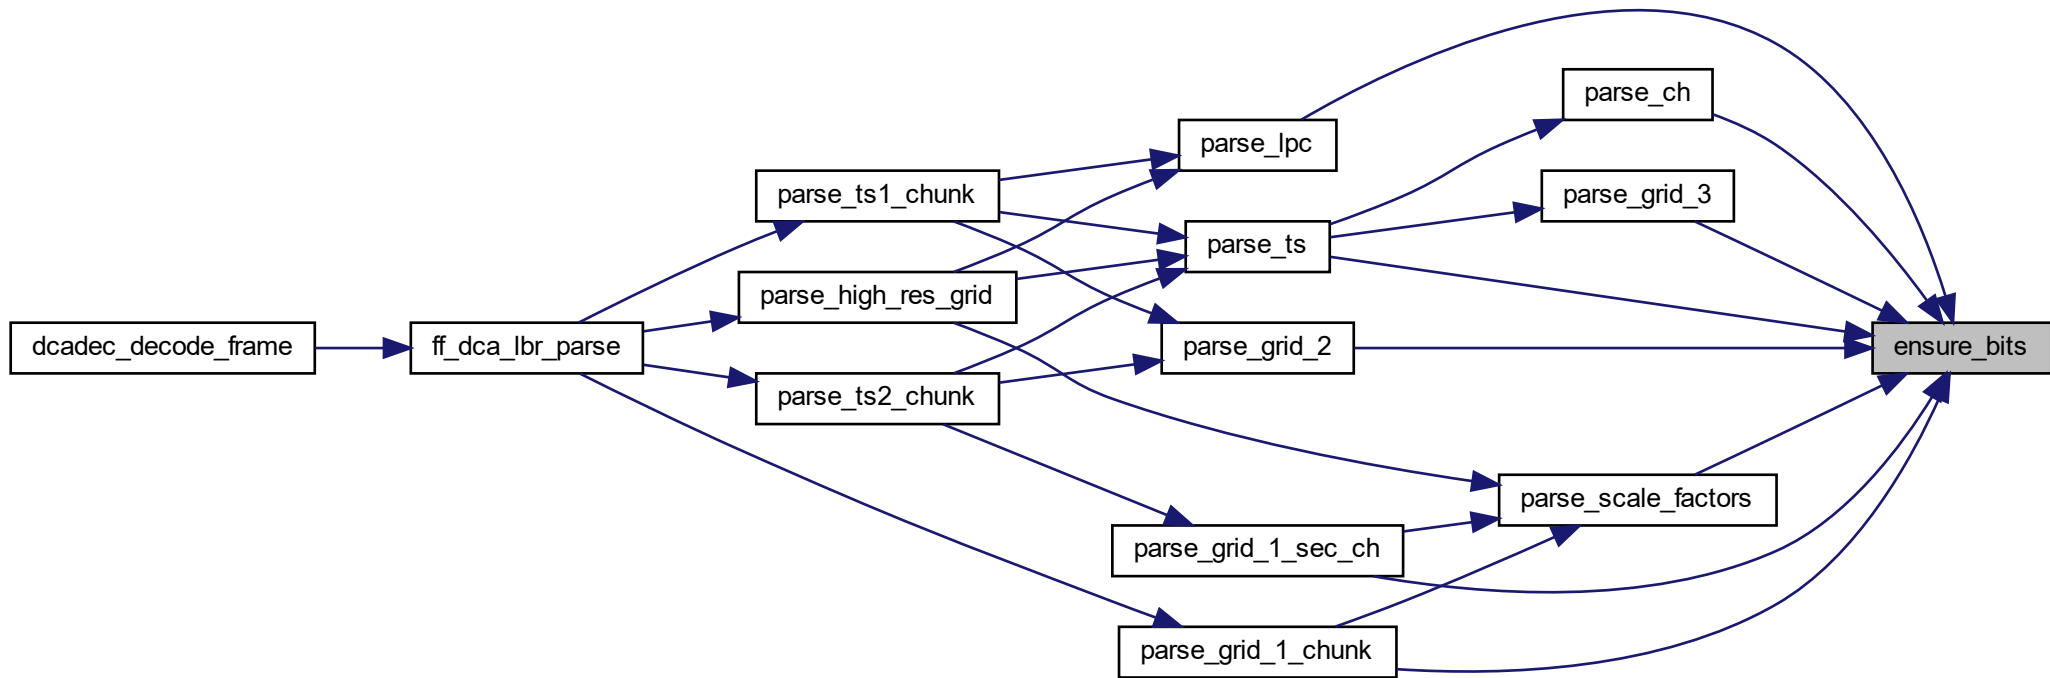 parse_ch
parse_lpc
parse_ts1_chunk
parse_grid_3
parse_ts
parse_high_res_grid
dcadec_decode_frame
ff_dca_lbr_parse
parse_grid_2
ensure_bits
parse_ts2_chunk
parse_scale_factors
parse_grid_1_sec_ch
parse_grid_1_chunk